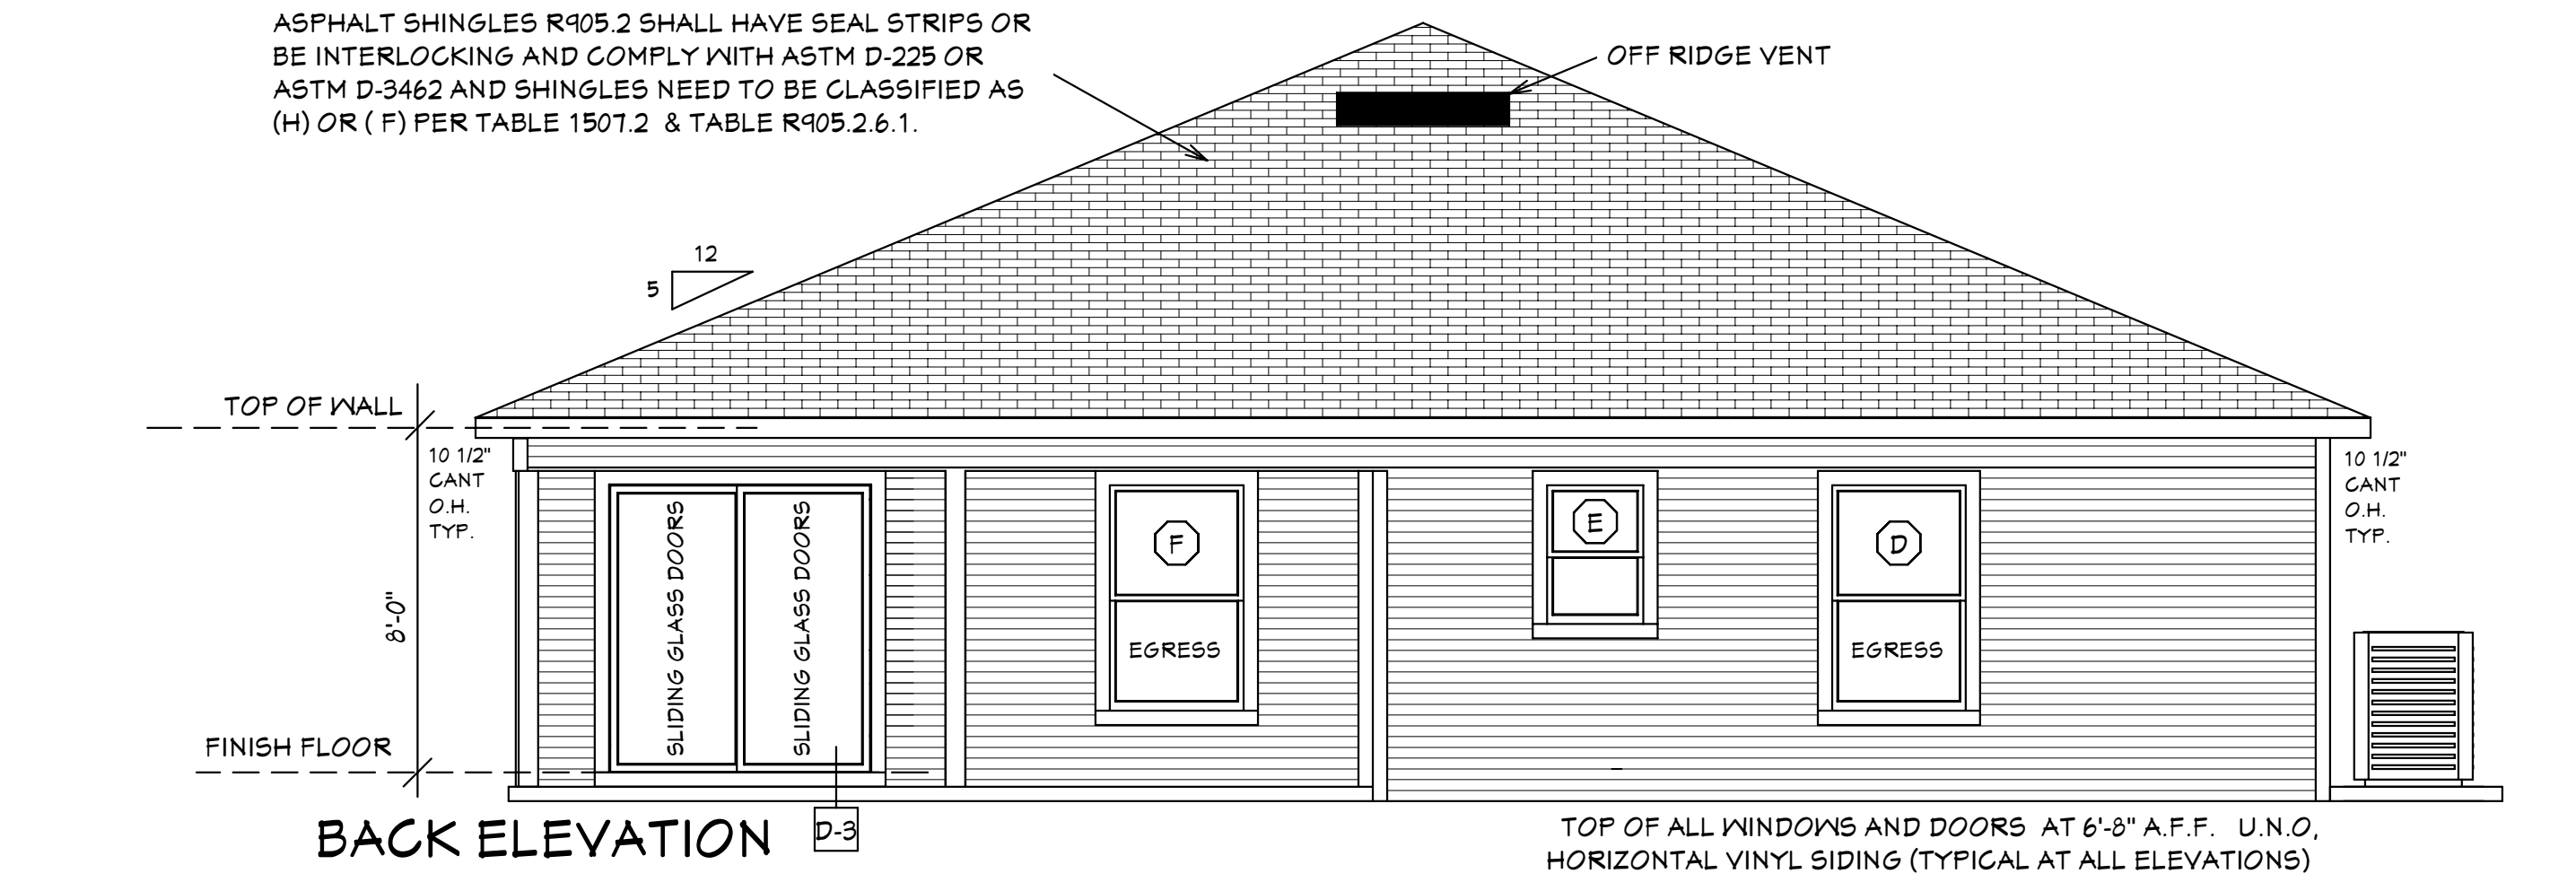 ASPHALT SHINGLES R905.2 SHALL HAVE SEAL STRIPS OR
BE INTERLOCKING AND COMPLY WITH ASTM D-225 OR
ASTM D-3462 AND SHINGLES NEED TO BE CLASSIFIED AS
(H) OR ( F) PER TABLE 1507.2 & TABLE R905.2.6.1.
OFF RIDGE VENT
12
5
TOP OF WALL
10 1/2"
CANT
O.H.
TYP.
8'-0"
FINISH FLOOR
SLIDING GLASS DOORS
SLIDING GLASS DOORS
F
EGRESS
E
D
EGRESS
10 1/2"
CANT
O.H.
TYP.
BACK ELEVATION
D-3
TOP OF ALL WINDOWS AND DOORS AT 6'-8" A.F.F. U.N.O,
HORIZONTAL VINYL SIDING (TYPICAL AT ALL ELEVATIONS)